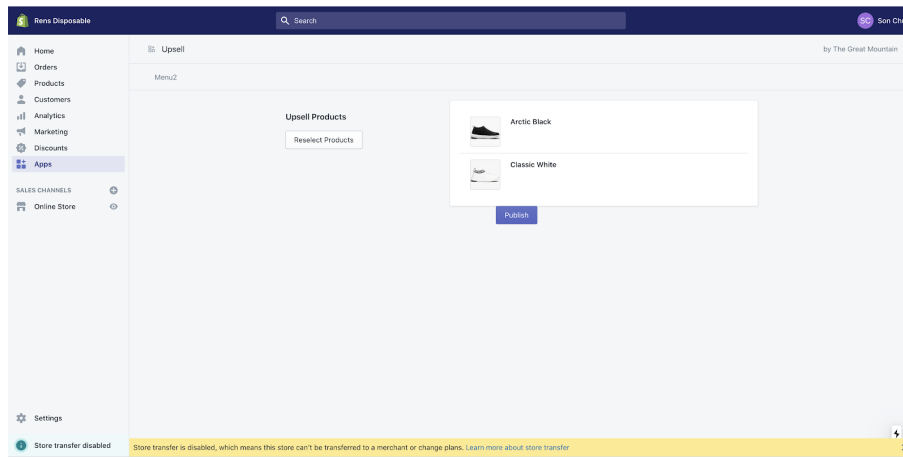 Rens Disposable
Search
SC Son Ch
Home
Orders
Products
Customers
Analytics
Marketing
Discounts
Apps
SALES CHANNELS
Online Store
Settings
Store transfer disabled
Upsell
by The Great Mountain
Menu2
Upsell Products
Reselect Products
Arctic Black
Classic White
Publish
Store transfer is disabled, which means this store can't be transferred to a merchant or change plans. Learn more about store transfer